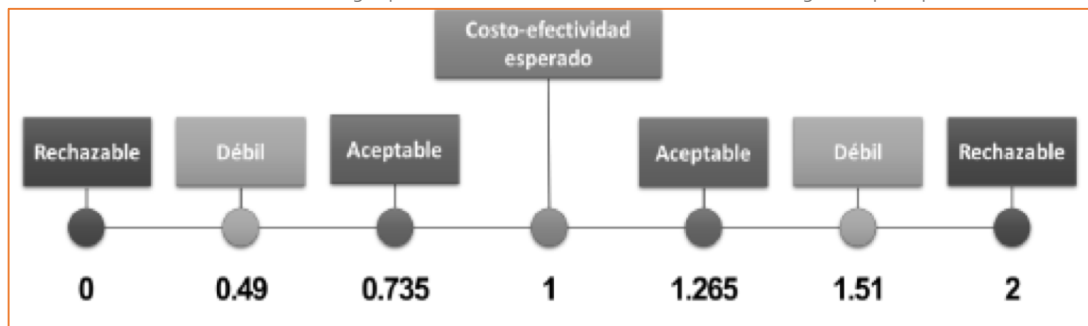 Costo-efectividad
esperado
Rechazable
Débil
Aceptable
Aceptable
Débil
Rechazable
0
0.49
0.735
1
1.265
1.51
2